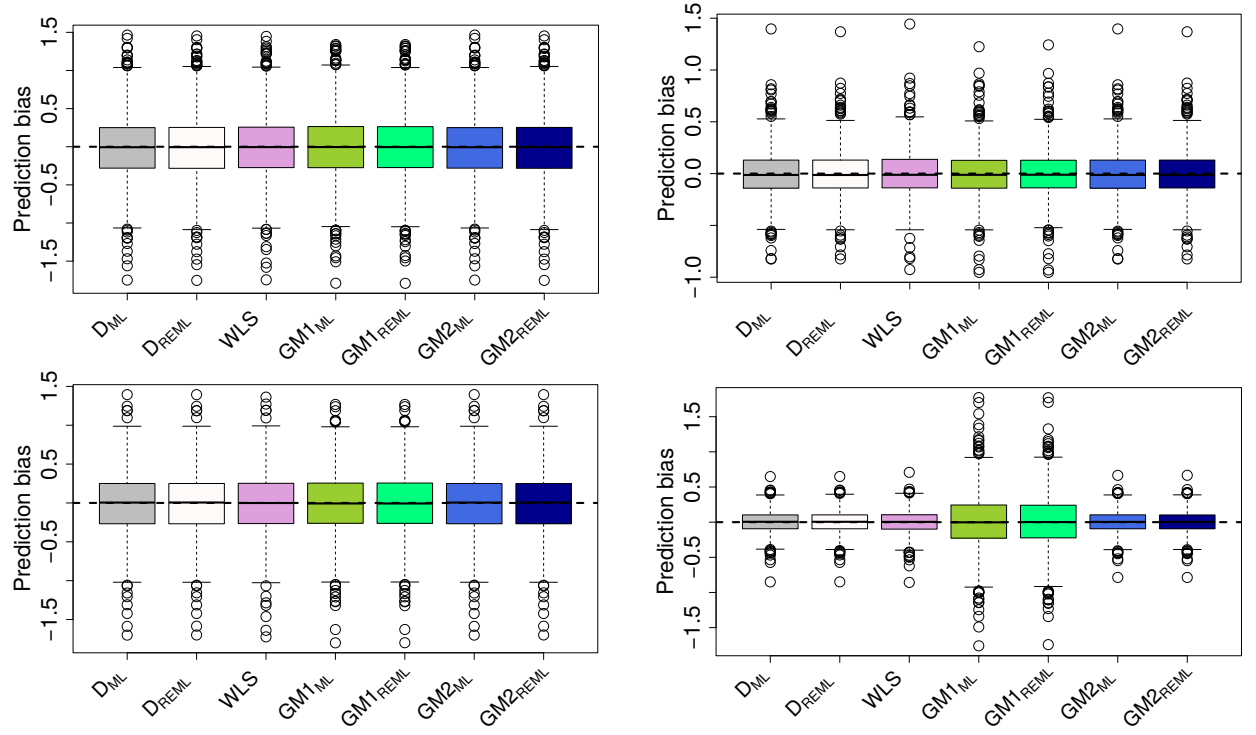 Prediction bias
1.5
0.5
−0.5
−1.5
D_ML
D_REML
WLS
GM1_ML
GM1_REML
GM2_ML
GM2_REML
Prediction bias
1.5
1.0
0.5
0.0
−1.0
D_ML
D_REML
WLS
GM1_ML
GM1_REML
GM2_ML
GM2_REML
Prediction bias
1.5
0.5
−0.5
−1.5
D_ML
D_REML
WLS
GM1_ML
GM1_REML
GM2_ML
GM2_REML
Prediction bias
1.5
0.5
−0.5
−1.5
D_ML
D_REML
WLS
GM1_ML
GM1_REML
GM2_ML
GM2_REML